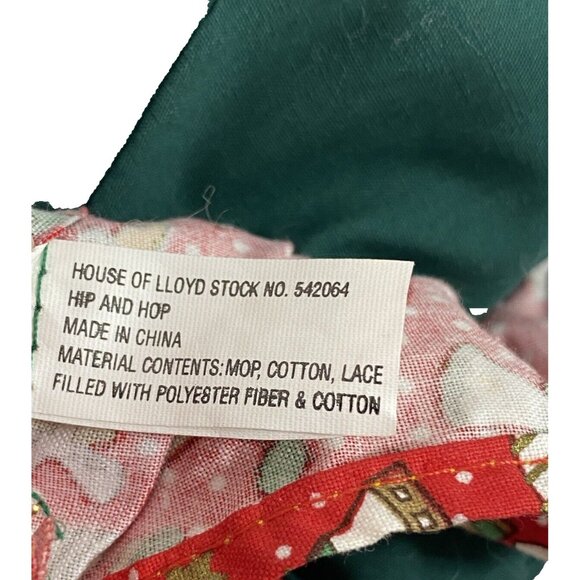 HOUSE OF LLOYD STOCK NO. 542064
HIP AND HOP
MADE IN CHINA
MATERIAL CONTENTS: MOP, COTTON, LACE
FILLED WITH POLYESTER FIBER & COTTON